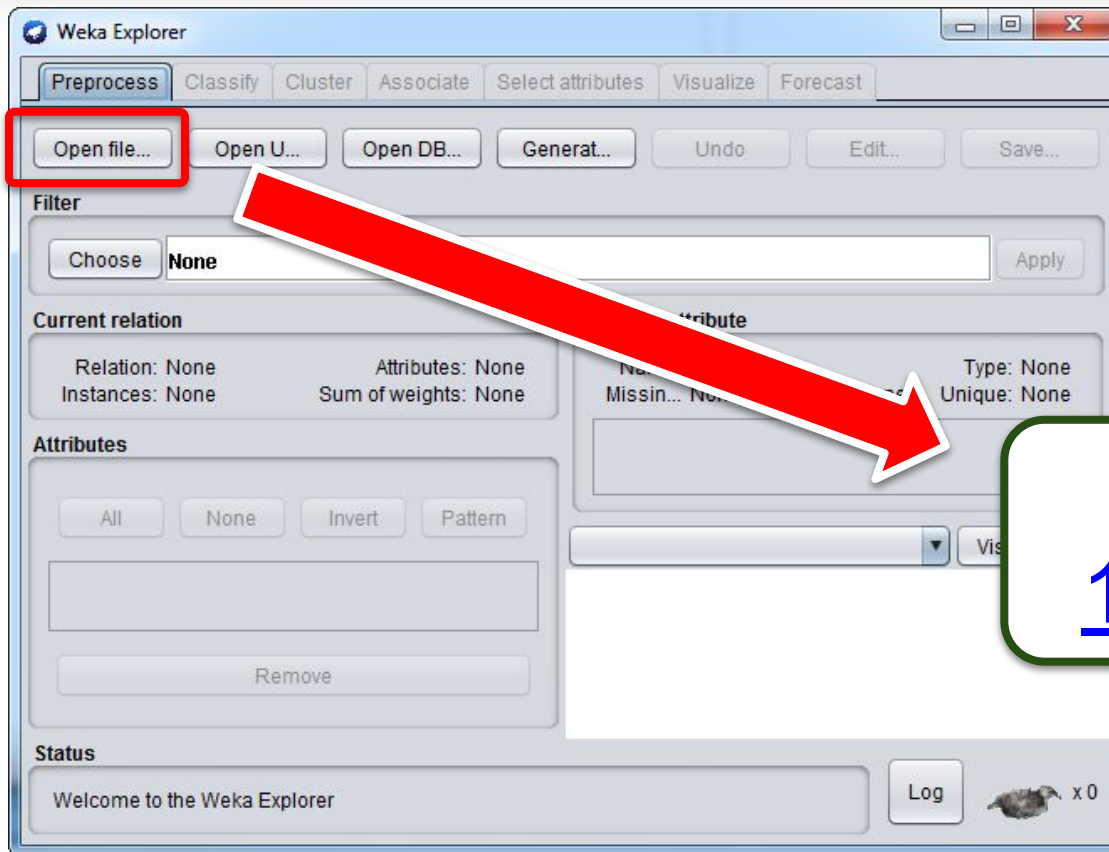 Weka Explorer
Preprocess Classify Cluster Associate Select attributes Visualize Forecast
Open file... Open U... Open DB... Generat... Undo Edit... Save...
Filter
Choose None Apply
Current relation
Relation: None Attributes: None
Instances: None Sum of weights: None
Type: None
Missin... Unique: None
Attributes
All None Invert Pattern
Remove
Status
Welcome to the Weka Explorer
Log x 0